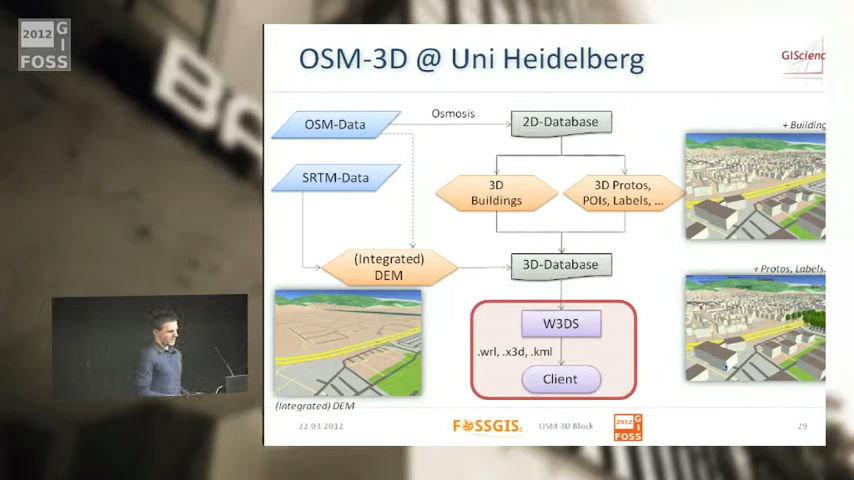 2012 G
I
FOSS
BA
OSM-3D @ Uni Heidelberg
GIScienc
OSM-Data
Osmosis
2D-Database
+ Building
SRTM-Data
3D
Buildings
3D Protos,
POIs, Labels, ...
(Integrated)
DEM
3D-Database
+ Protos, Labels.
W3DS
.wrl, .x3d, .kml
Client
(Integrated) DEM
22.03.2012
FOSSGIS
OSM 3D Block
2012 G
I
FOSS
29